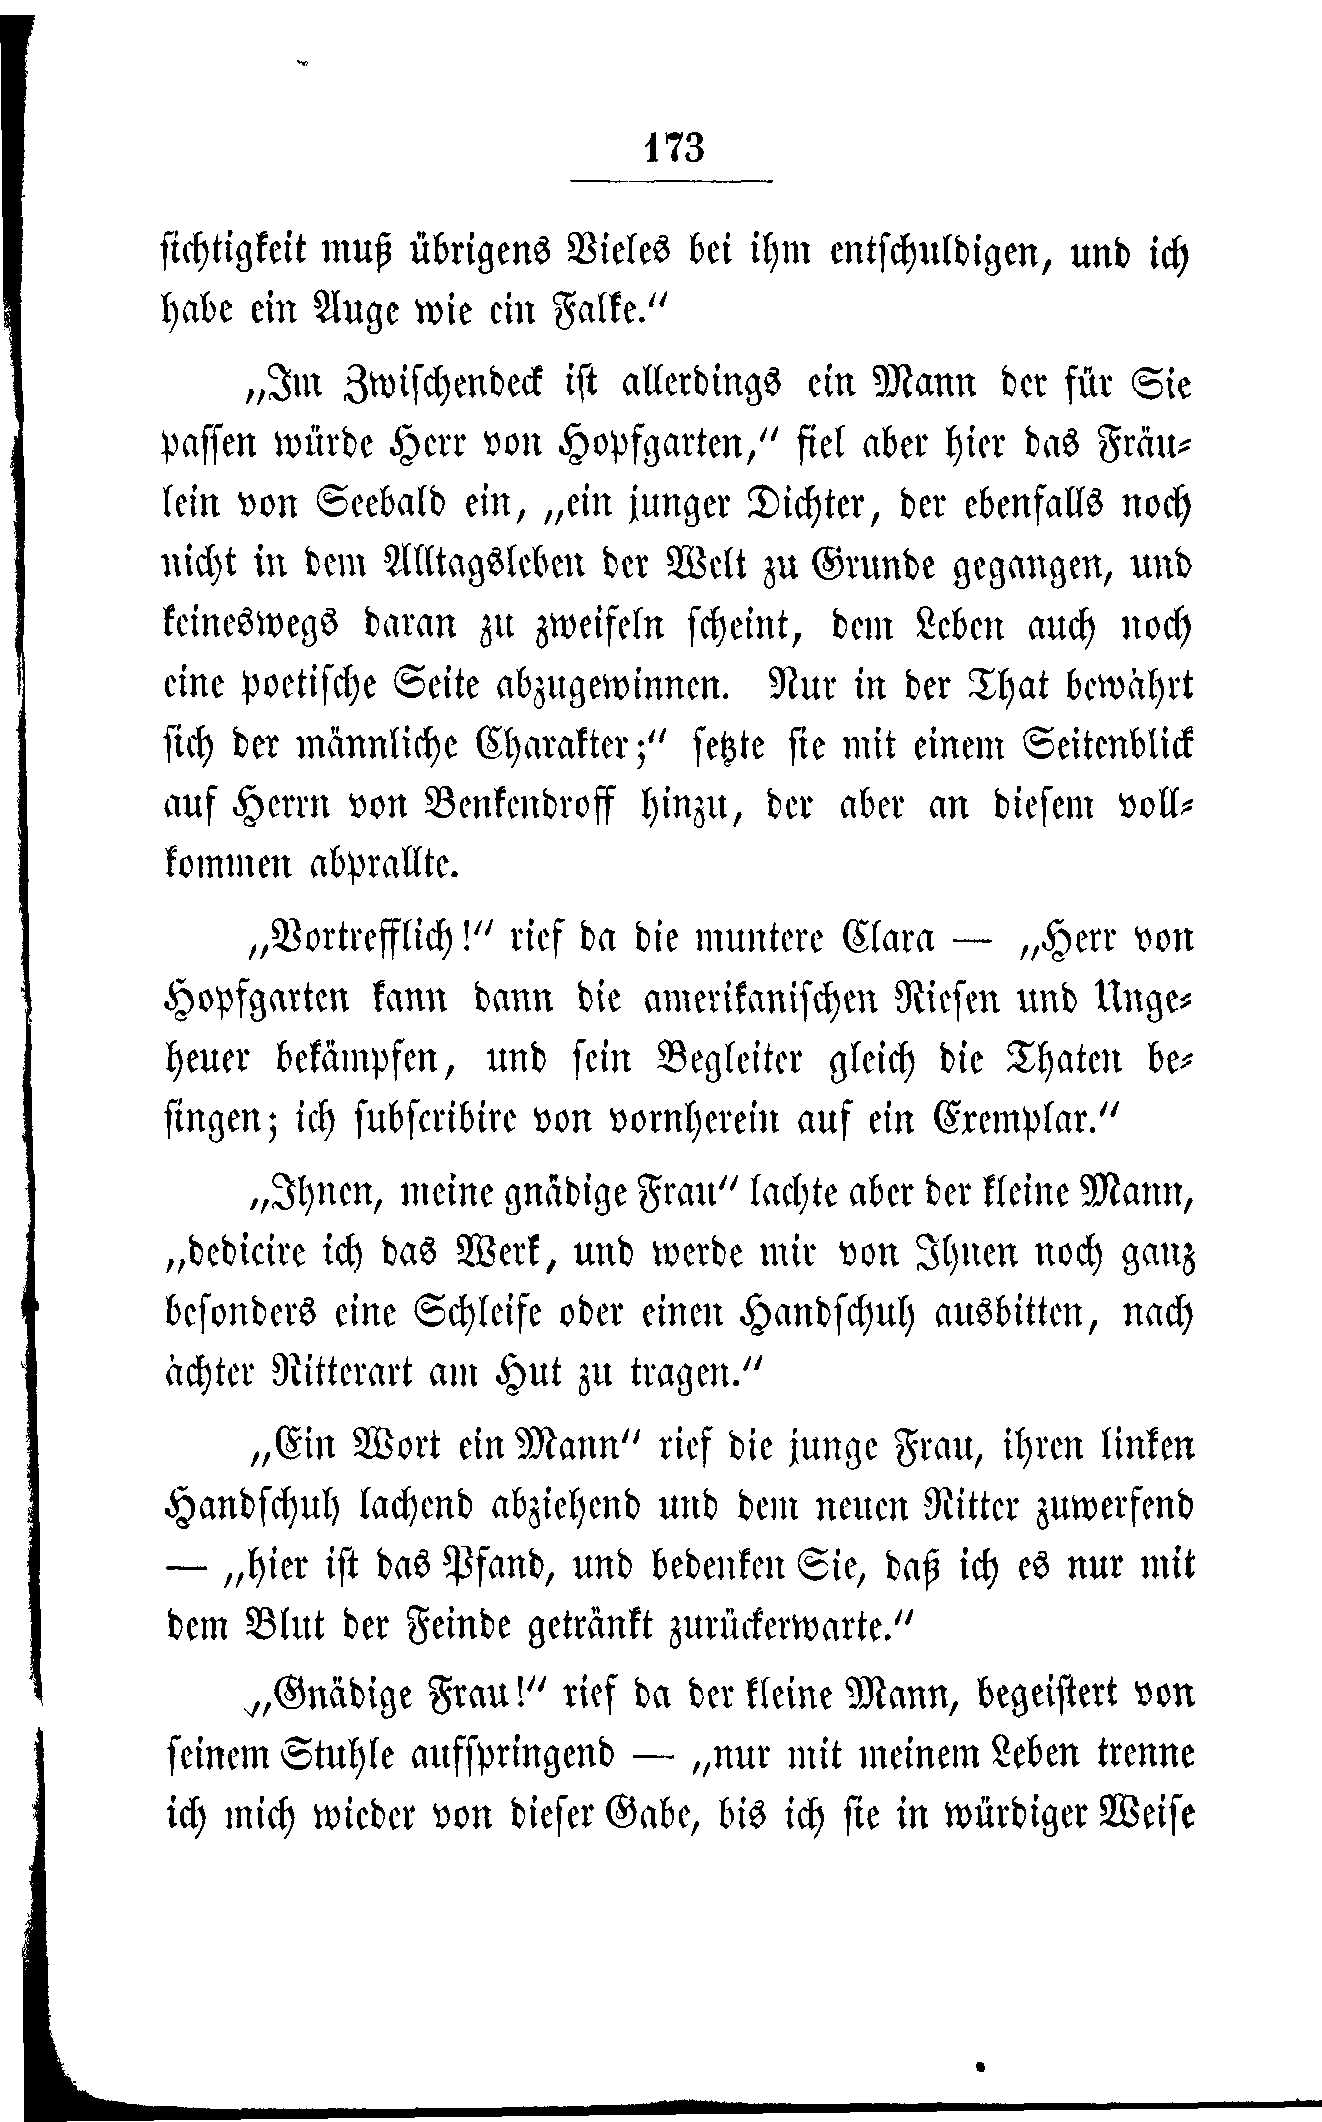 173
sichtigkeit muß übrigens Vieles bei ihm entschuldigen, und ich
habe ein Auge wie ein Falke.“
„Im Zwischendeck ist allerdings ein Mann der für Sie
passen würde Herr von Hopfgarten,“ fiel aber hier das Fräu-
lein von Seebald ein, „ein junger Dichter, der ebenfalls noch
nicht in dem Alltagsleben der Welt zu Grunde gegangen, und
keineswegs daran zu zweifeln scheint, dem Leben auch noch
eine poetische Seite abzugewinnen. Nur in der That bewährt
sich der männliche Charakter;“ setzte sie mit einem Seitenblick
auf Herrn von Benkendroff hinzu, der aber an diesem voll-
kommen abprallte.
„Vortrefflich!“ rief da die muntere Clara — „Herr von
Hopfgarten kann dann die amerikanischen Riesen und Unge-
heuer bekämpfen, und sein Begleiter gleich die Thaten be-
singen; ich subscribire von vornherein auf ein Exemplar.“
„Ihnen, meine gnädige Frau“ lachte aber der kleine Mann,
„dedicire ich das Werk, und werde mir von Ihnen noch ganz
besonders eine Schleife oder einen Handschuh ausbitten, nach
ächter Ritterart am Hut zu tragen.“
„Ein Wort ein Mann“ rief die junge Frau, ihren linken
Handschuh lachend abziehend und dem neuen Ritter zuwerfend
— „hier ist das Pfand, und bedenken Sie, daß ich es nur mit
dem Blut der Feinde getränkt zurückerwarte.“
„Gnädige Frau!“ rief da der kleine Mann, begeistert von
seinem Stuhle aufspringend — „nur mit meinem Leben trenne
ich mich wieder von dieser Gabe, bis ich sie in würdiger Weise